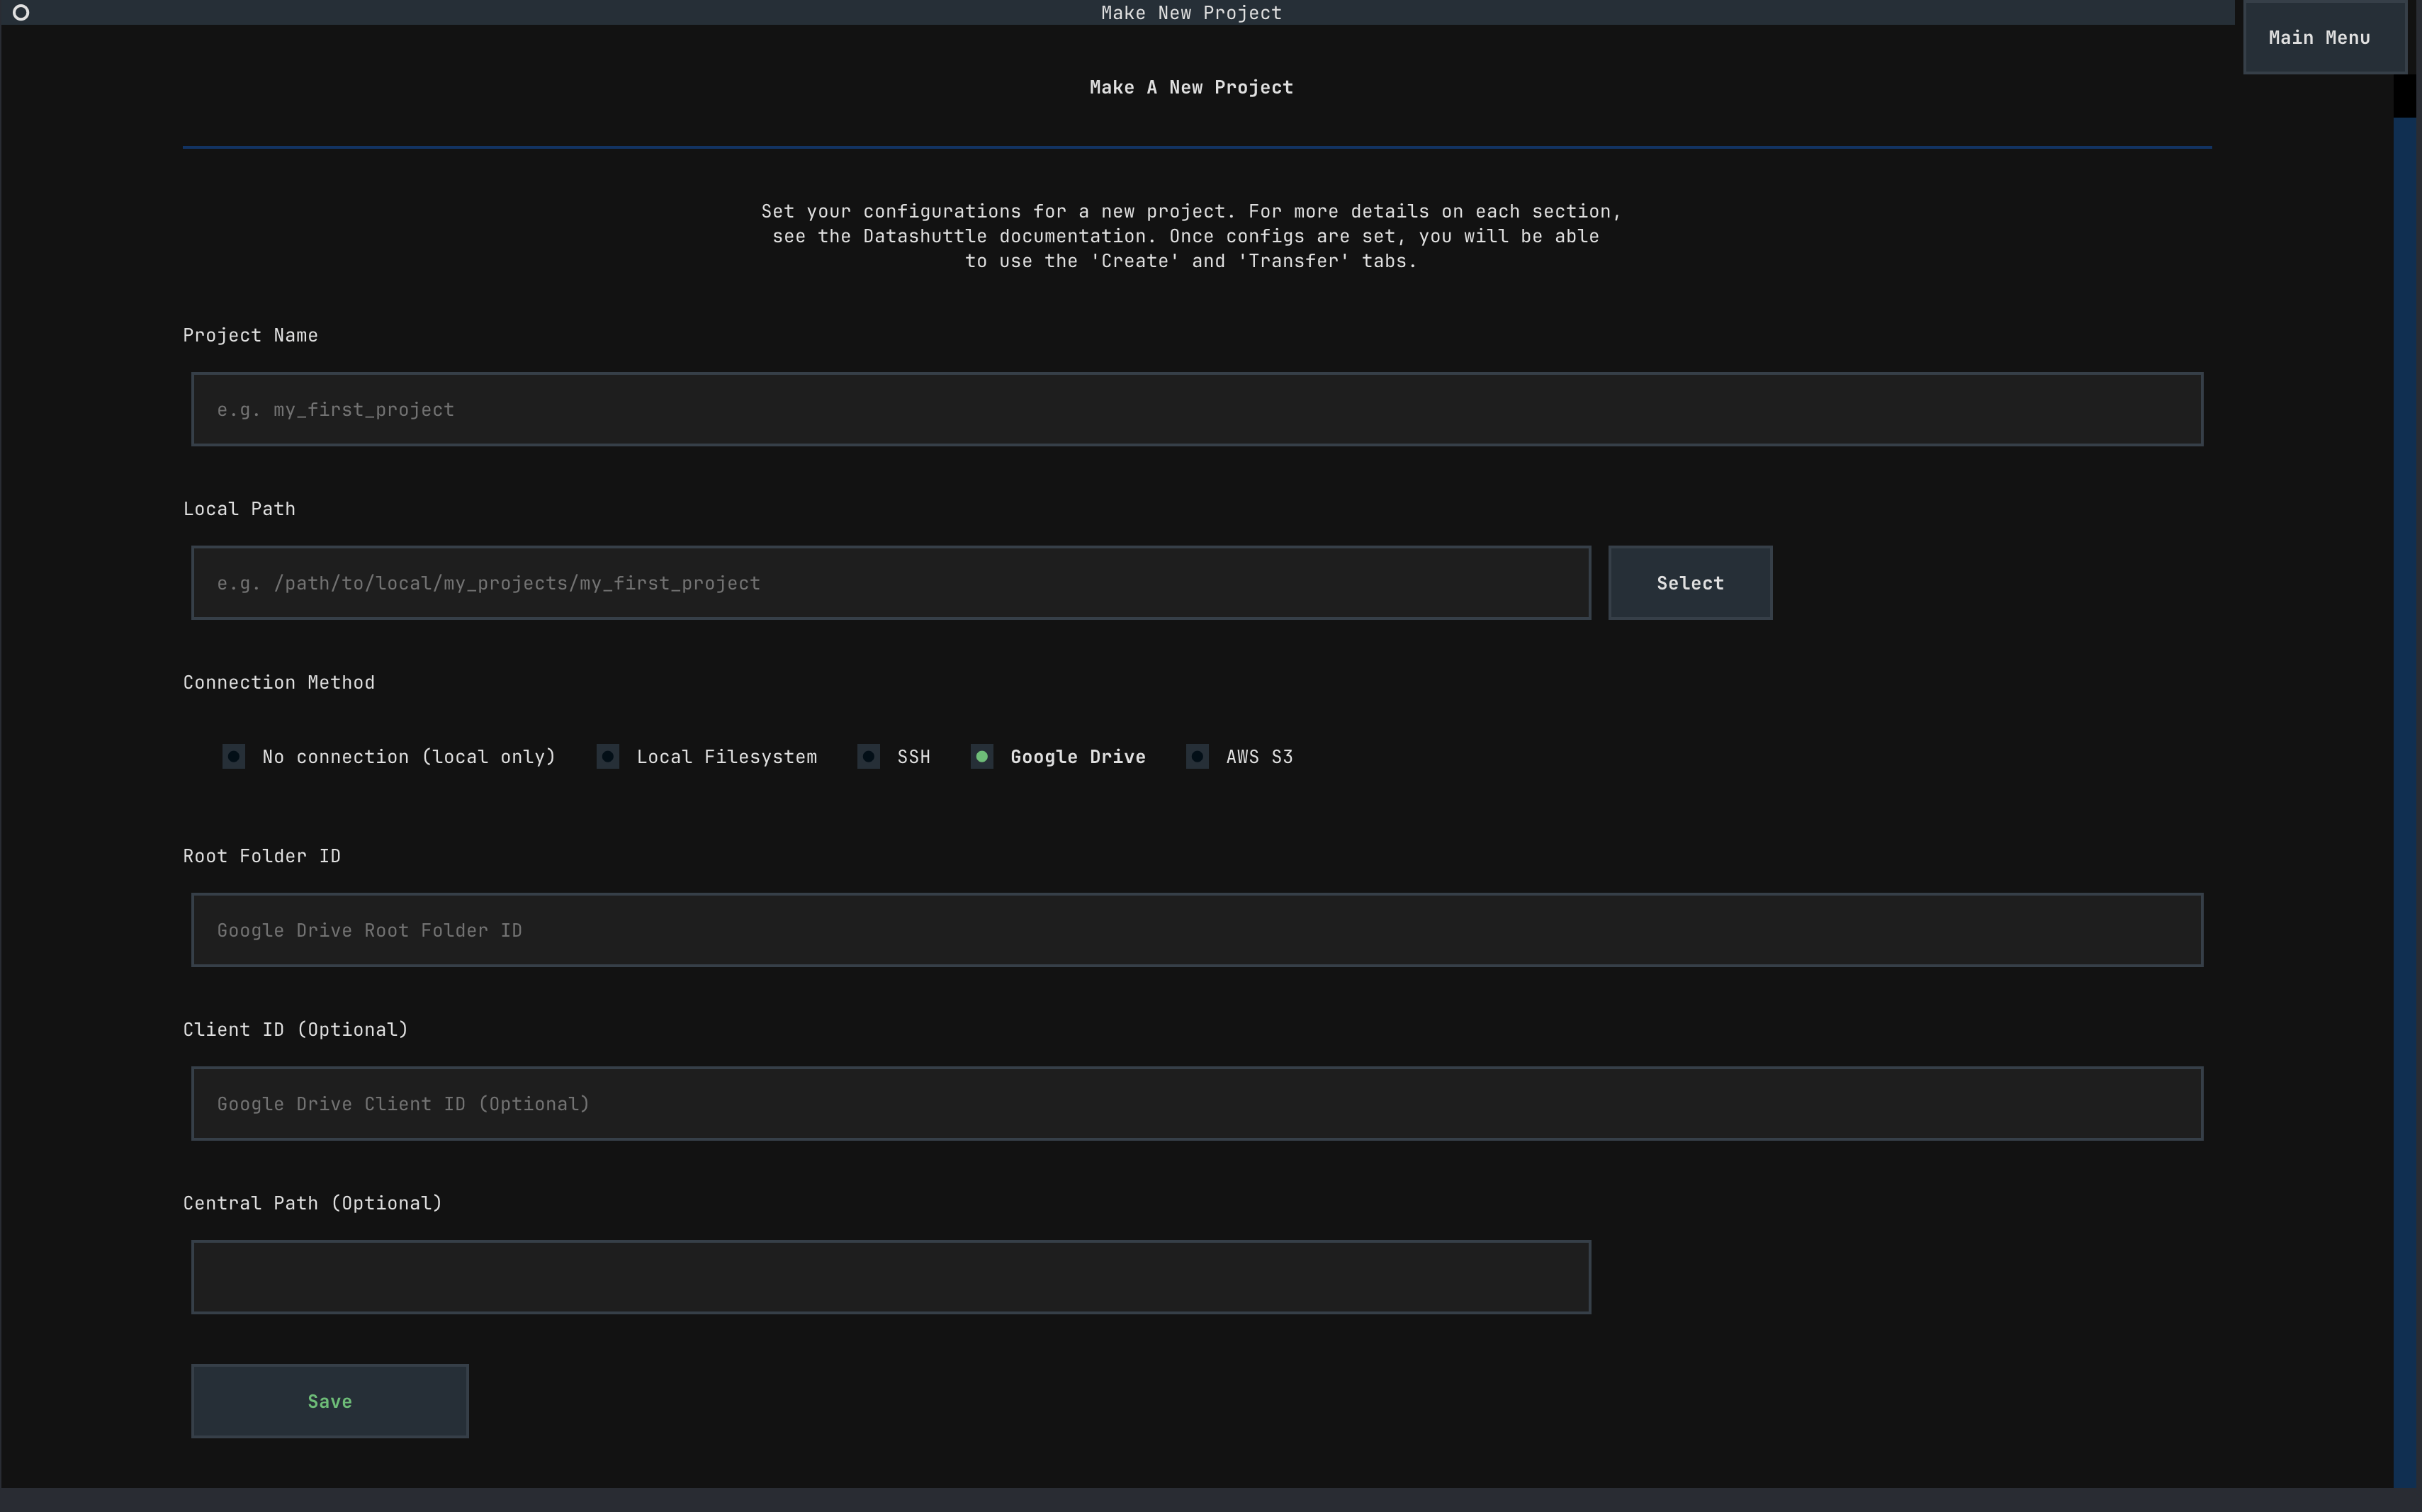 Make New Project
Main Menu
Make A New Project
Set your configurations for a new project. For more details on each section,
see the Datashuttle documentation. Once configs are set, you will be able
to use the 'Create' and 'Transfer' tabs.
Project Name
e.g. my_first_project
Local Path
e.g. /path/to/local/my_projects/my_first_project
Select
Connection Method
No connection (local only) Local Filesystem SSH Google Drive AWS S3
Root Folder ID
Google Drive Root Folder ID
Client ID (Optional)
Google Drive Client ID (Optional)
Central Path (Optional)
Save